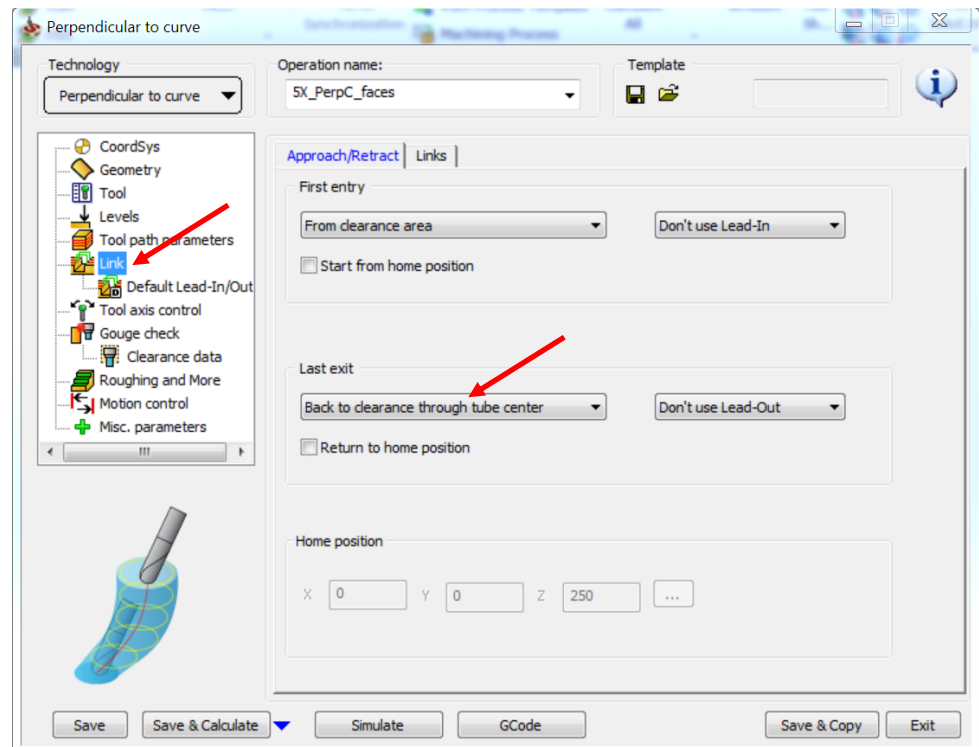 Perpendicular to curve
Technology
Operation name:
Template
Perpendicular to curve
5X_PerpC_faces
CoordSys
Geometry
Tool
Levels
Tool path parameters
Link
Default Lead-In/Out
Tool axis control
Gouge check
Clearance data
Roughing and More
Motion control
Misc. parameters
Approach/Retract
Links
First entry
From clearance area
Don't use Lead-In
Start from home position
Last exit
Back to clearance through tube center
Don't use Lead-Out
Return to home position
Home position
X 0 Y 0 Z 250 ...
Save
Save & Calculate
Simulate
GCode
Save & Copy
Exit